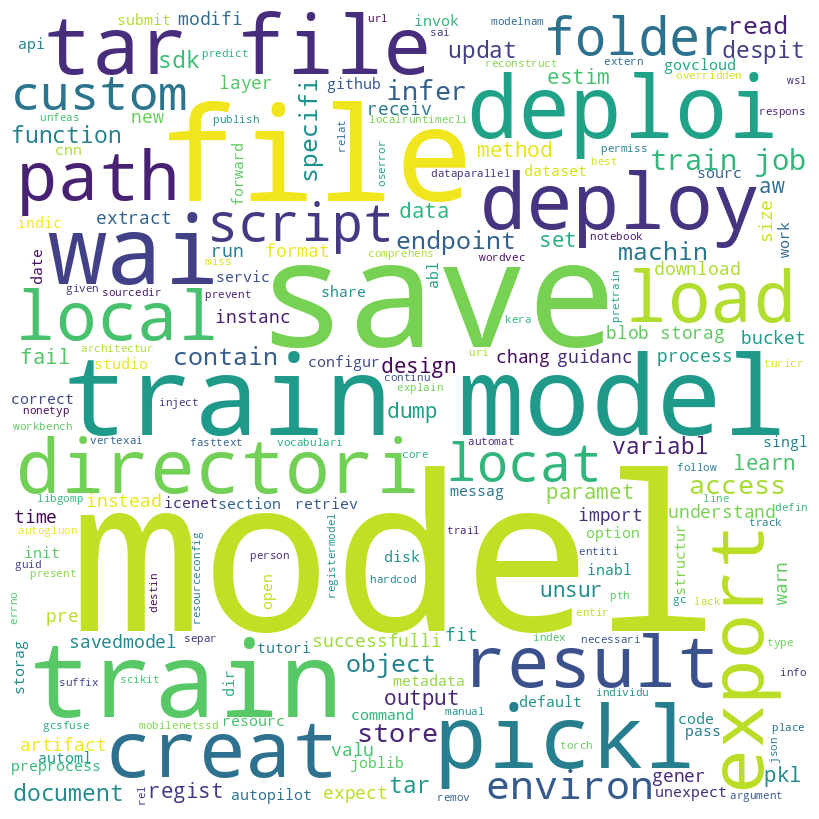 submit
modifi
invok
url
sai
modelnam
api
tar file
sdk
predict
updat
reconstruct
extern
folder
read
despit
govcloud
overridden
wsl
custom
layer
github
infer
receiv
estim
deploi
respons
unfeas
new
publish
file
relat
localruntimecli
specifi
oserror
permiss
function
cnn
forward
method
best
train job
path
dataparallel
dataset
sourc
aw
indic
extract
script
data
deploy
size
work
wai
run
format
endpoint
set
notebook
machin
date
miss
servic
comprehens
abl
wordvec
download
given
sourcedir
prevent
save
share
pretrain
load
local
instanc
kera
blob storag
bucket
architectur
studio
fail
contain
configur
uri
design
chang
guidanc
process
turicr
correct
nonetyp
inject
continu
explain
train model
dump
workbench
vertexai
fasttext
vocabulari
automat
variabl
singl
directori
core
locat
follow
learn
libgomp
instead
icenet
section
retriev
messag
paramet
access
time
autogluon
import
line
understand
defin
track
init
guid
resourceconfig
registermodel
model
trail
option
entiti
structur
export
present
destin
person
open
disk
hardcod
inabl
warn
errno
pre
unsur
pth
gc
lack
entir
storag
savedmodel
separ
tutori
successfulli
fit
index
necessari
type
train
dir
object
metadata
result
info
suffix
scikit
output
default
individu
gcsfuse
mobilenetssd
resourc
command
manual
code
place
artifact
creat
store
pickl
pass
automl
valu
joblib
torch
json
preprocess
tar
environ
gener
pkl
document
rel
regist
autopilot
expect
remov
unexpect
argument